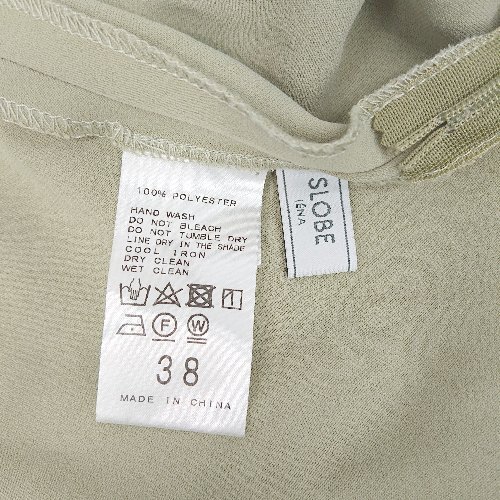 100% POLYESTER
HAND WASH
DO NOT BLEACH
DO NOT TUMBLE DRY
LINE DRY IN THE SHADE
COOL IRON
DRY CLEAN
WET CLEAN
F W
38
MADE IN CHINA
SLOBE
IÉNA